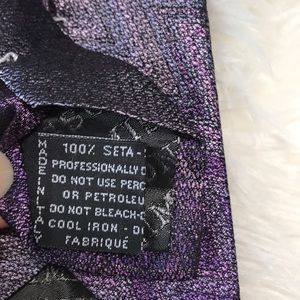 MADE IN ITALY
100% SETA-
PROFESSIONALLY D
DO NOT USE PERC
OR PETROLEU
DO NOT BLEACH-D
COOL IRON - D
FABRIQUÉ